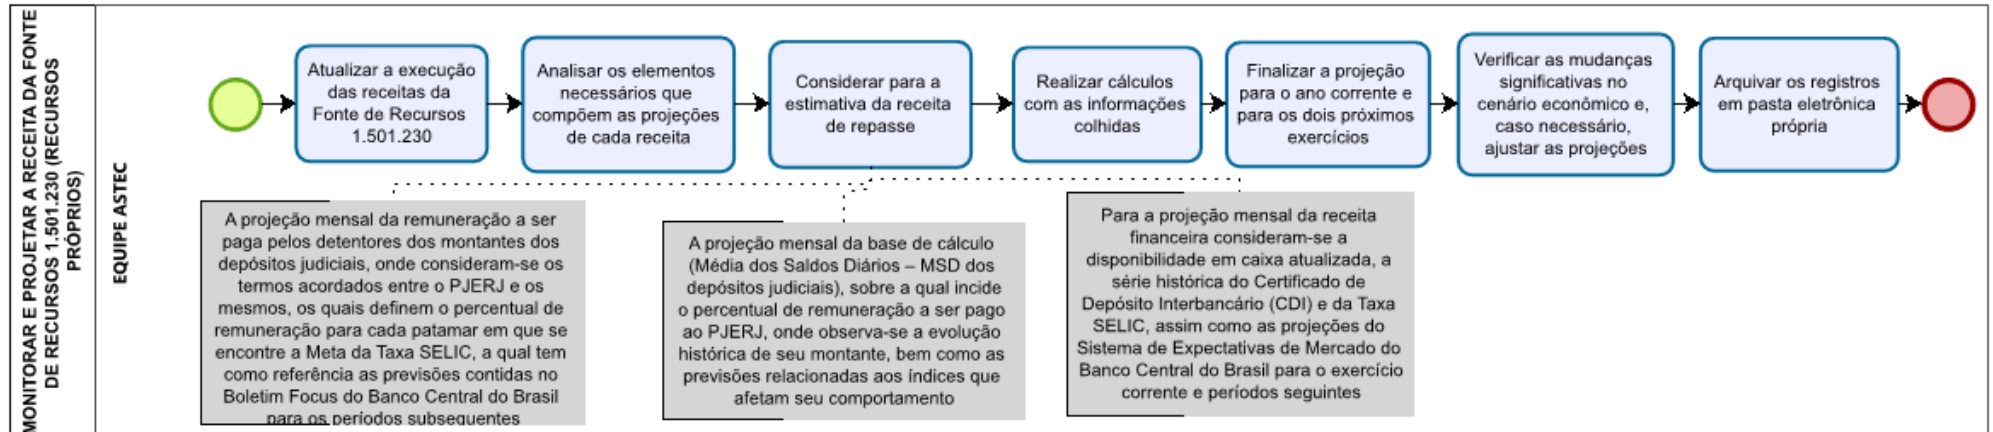 MONITORAR E PROJETAR A RECEITA DA FONTE
DE RECURSOS 1.501.230 (RECURSOS
PRÓPRIOS)
EQUIPE ASTEC
Atualizar a execução
das receitas da
Fonte de Recursos
1.501.230
Analisar os elementos
necessários que
compõem as projeções
de cada receita
Considerar para a
estimativa da receita
de repasse
Realizar cálculos
com as informações
colhidas
Finalizar a projeção
para o ano corrente e
para os dois próximos
exercícios
Verificar as mudanças
significativas no
cenário econômico e,
caso necessário,
ajustar as projeções
Arquivar os registros
em pasta eletrônica
própria
A projeção mensal da remuneração a ser
paga pelos detentores dos montantes dos
depósitos judiciais, onde consideram-se os
termos acordados entre o PJERJ e os
mesmos, os quais definem o percentual de
remuneração para cada patamar em que se
encontre a Meta da Taxa SELIC, a qual tem
como referência as previsões contidas no
Boletim Focus do Banco Central do Brasil
para os períodos subsequentes
A projeção mensal da base de cálculo
(Média dos Saldos Diários – MSD dos
depósitos judiciais), sobre a qual incide
o percentual de remuneração a ser pago
ao PJERJ, onde observa-se a evolução
histórica de seu montante, bem como as
previsões relacionadas aos índices que
afetam seu comportamento
Para a projeção mensal da receita
financeira consideram-se a
disponibilidade em caixa atualizada, a
série histórica do Certificado de
Depósito Interbancário (CDI) e da Taxa
SELIC, assim como as projeções do
Sistema de Expectativas de Mercado do
Banco Central do Brasil para o exercício
corrente e períodos seguintes